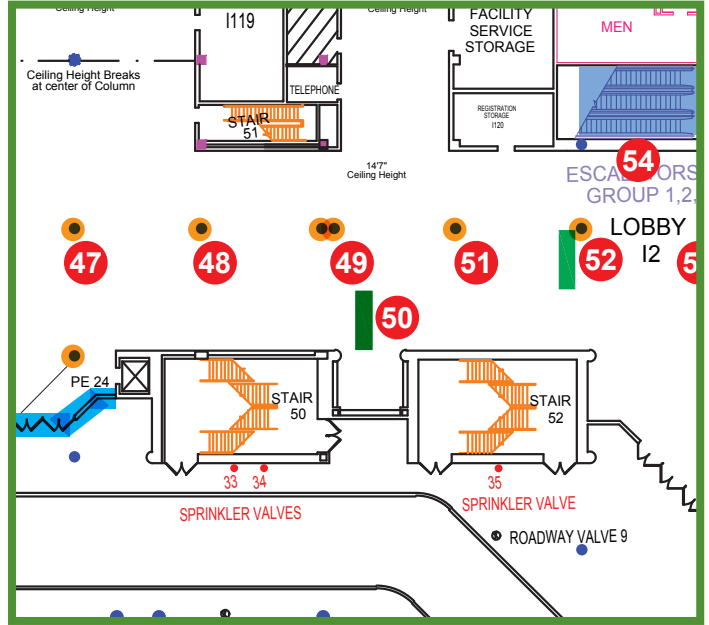 Ceiling Height
I119
Ceiling Height
FACILITY
SERVICE
STORAGE
MEN
Ceiling Height Breaks
at center of Column
TELEPHONE
STAIR
51
REGISTRATION
STORAGE
I120
14'7"
Ceiling Height
54
ESCALATORS
GROUP 1,2,
LOBBY
I2
47
48
49
51
52
5
50
PE 24
STAIR
50
STAIR
52
33
34
35
SPRINKLER VALVES
SPRINKLER VALVE
ROADWAY VALVE 9